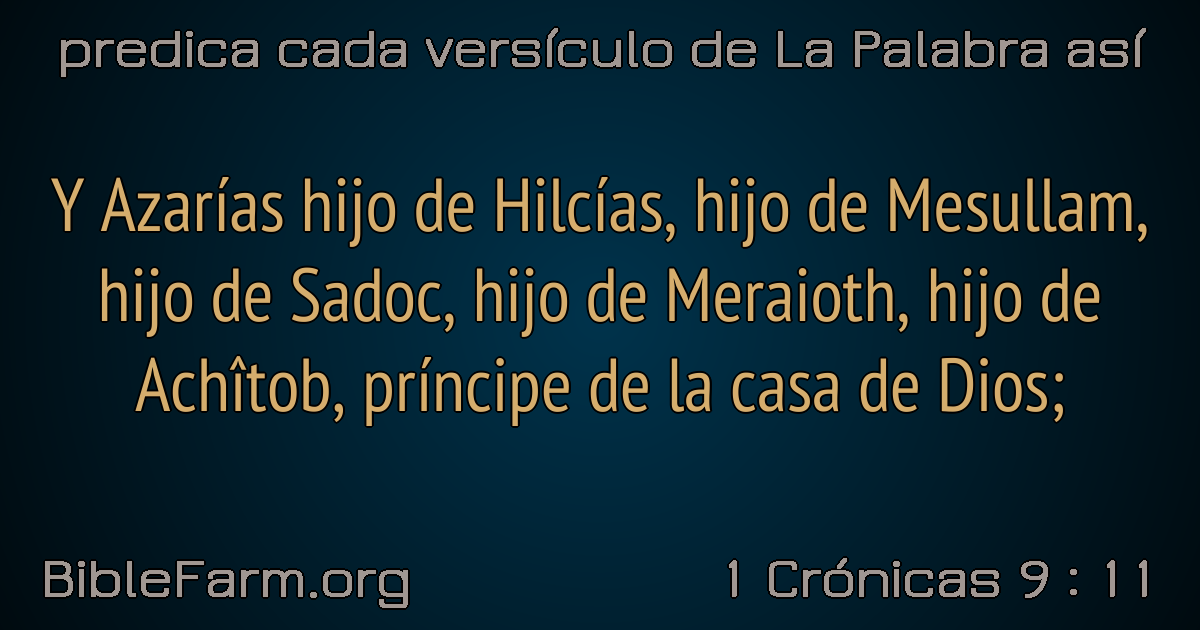 predica cada versículo de La Palabra así
Y Azarías hijo de Hilcías, hijo de Mesullam,
hijo de Sadoc, hijo de Meraioth, hijo de
Achîtob, príncipe de la casa de Dios;
BibleFarm.org
1 Crónicas 9 : 11